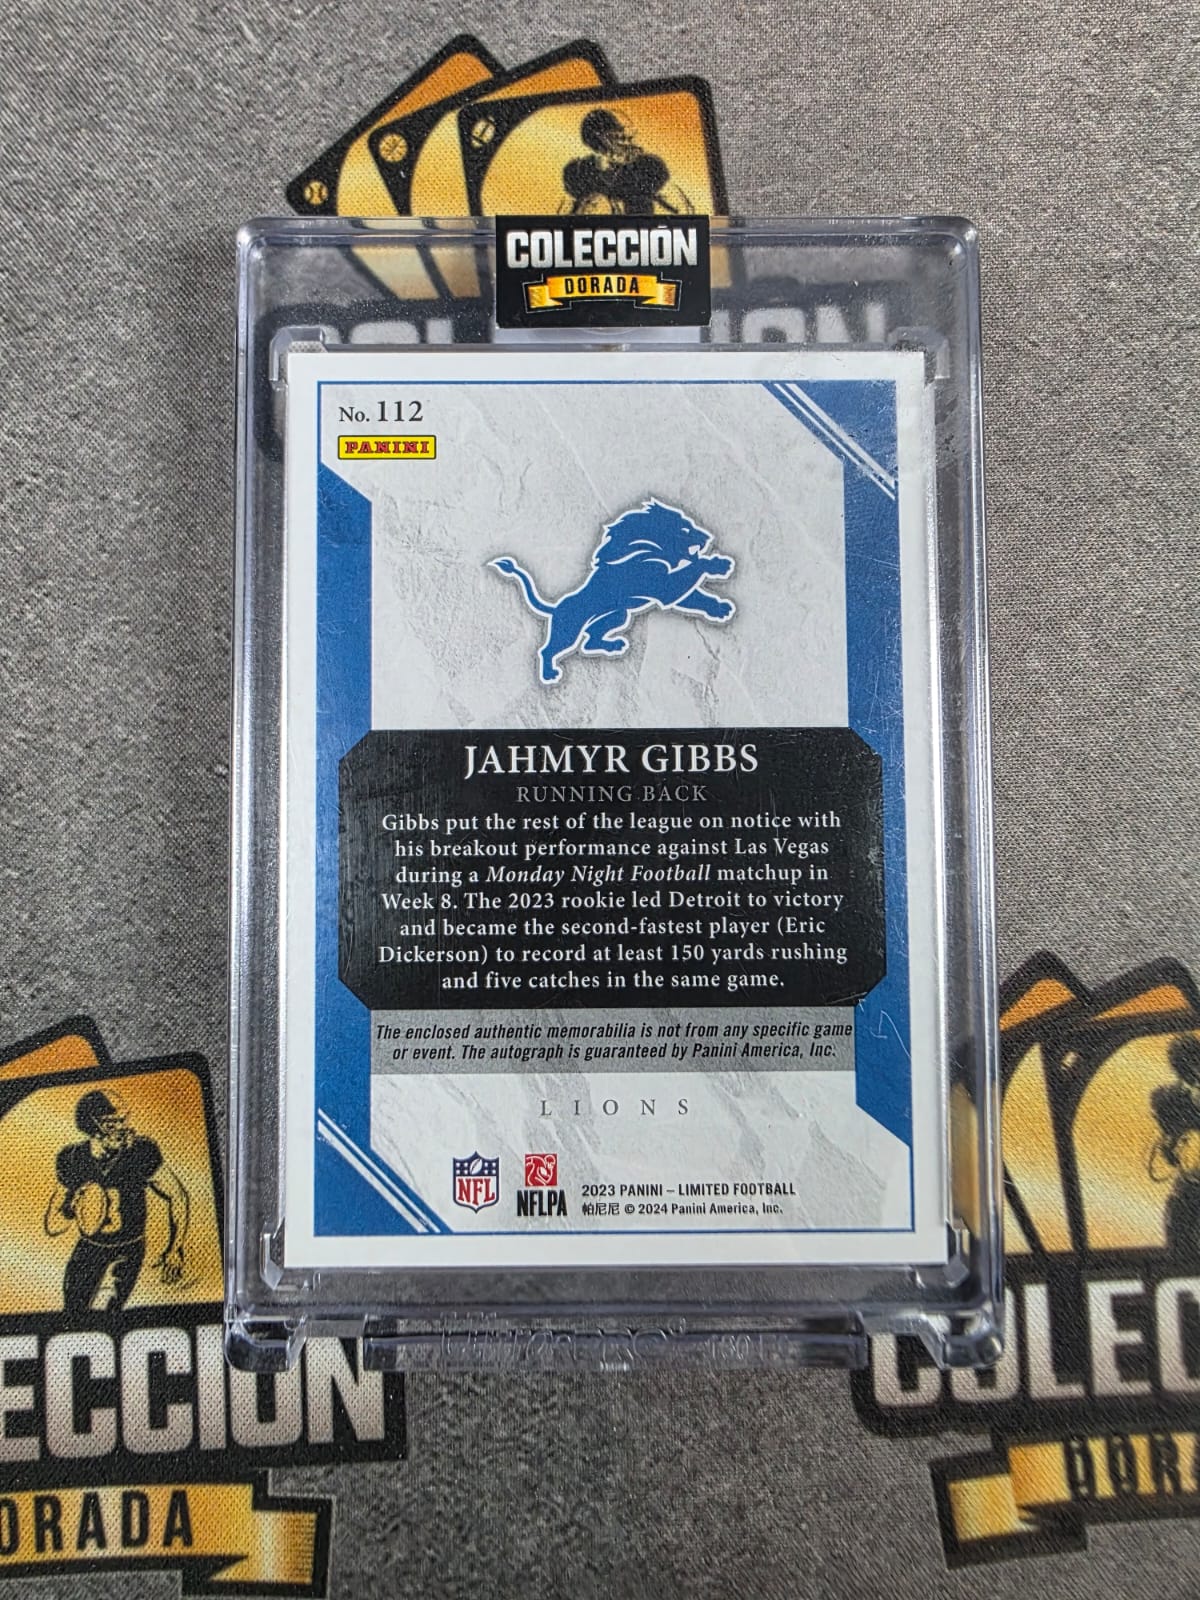 COLECCIÓN
DORADA
No. 112
PANINI
JAHMYR GIBBS
RUNNING BACK
Gibbs put the rest of the league on notice with
his breakout performance against Las Vegas
during a Monday Night Football matchup in
Week 8. The 2023 rookie led Detroit to victory
and became the second-fastest player (Eric
Dickerson) to record at least 150 yards rushing
and five catches in the same game.
The enclosed authentic memorabilia is not from any specific game
or event. The autograph is guaranteed by Panini America, Inc.
LIONS
NFL
NFLPA
2023 PANINI – LIMITED FOOTBALL
帕尼尼 © 2024 Panini America, Inc.
ECCIÓN
DORADA
COLEC
DORA